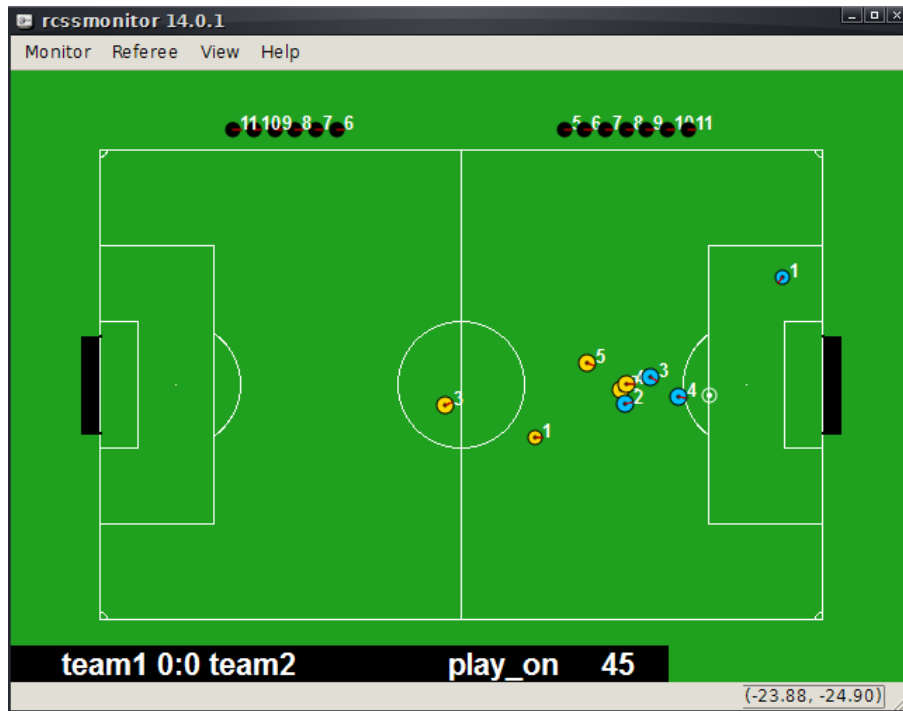 rcssmonitor 14.0.1
Monitor Referee View Help
11 10 9 8 7 6 5 6 7 8 9 10 11
1
5
4 3
2 4
3
1
team1 0:0 team2 play_on 45
(-23.88, -24.90)